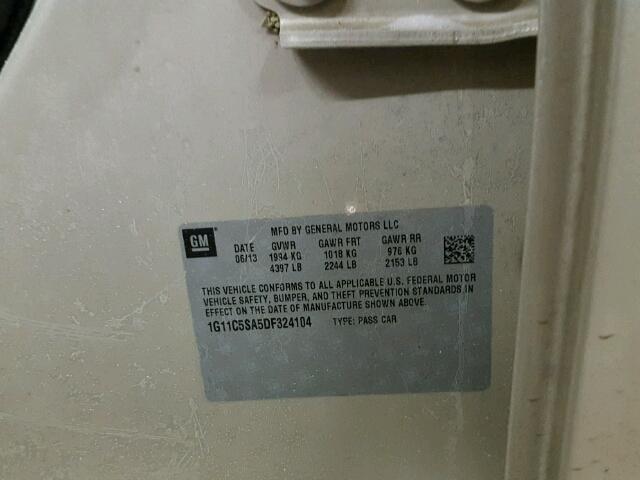 MFD BY GENERAL MOTORS LLC
GM
DATE GVWR GAWR FRT GAWR RR
06/13 1994 KG 1018 KG 976 KG
4397 LB 2244 LB 2153 LB
THIS VEHICLE CONFORMS TO ALL APPLICABLE U.S. FEDERAL MOTOR
VEHICLE SAFETY, BUMPER, AND THEFT PREVENTION STANDARDS IN
EFFECT ON THE DATE OF MANUFACTURE SHOWN ABOVE.
1G11C5SA5DF324104 TYPE: PASS CAR